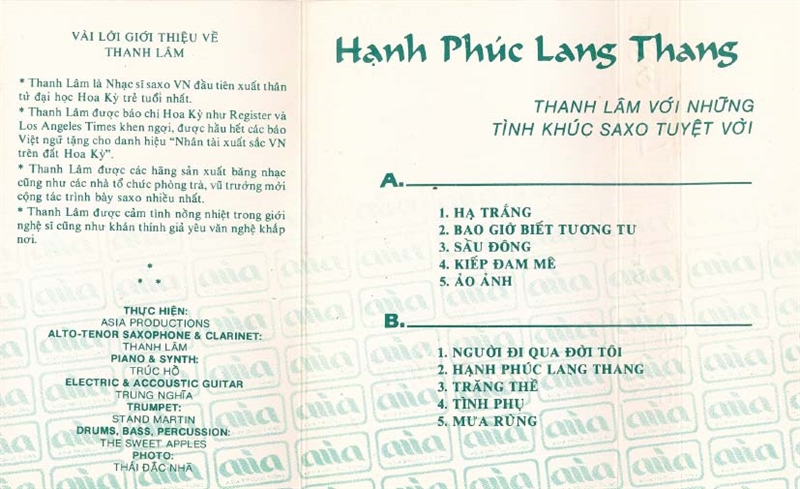 VÀI LỜI GIỚI THIỆU VỀ
THANH LÂM
* Thanh Lâm là Nhạc sĩ saxo VN đầu tiên xuất thân
từ đại học Hoa Kỳ trẻ tuổi nhất.
* Thanh Lâm được báo chí Hoa Kỳ như Register và
Los Angeles Times khen ngợi, được hầu hết các báo
Việt ngữ tặng cho danh hiệu “Nhân tài xuất sắc VN
trên đất Hoa Kỳ”.
* Thanh Lâm được các hãng sản xuất băng nhạc
cũng như các nhà tổ chức phòng trà, vũ trường mời
cộng tác trình bày saxo nhiều nhất.
* Thanh Lâm được cảm tình nồng nhiệt trong giới
nghệ sĩ cũng như khán thính giả yêu văn nghệ khắp
nơi.
*
* *
THỰC HIỆN:
ASIA PRODUCTIONS
ALTO-TENOR SAXOPHONE & CLARINET:
THANH LÂM
PIANO & SYNTH:
TRÚC HỒ
ELECTRIC & ACCOUSTIC GUITAR
TRUNG NGHĨA
TRUMPET:
STAND MARTIN
DRUMS, BASS, PERCUSSION:
THE SWEET APPLES
PHOTO:
THÁI ĐẮC NHÃ
Hạnh Phúc Lang Thang
THANH LÂM VỚI NHỮNG
TÌNH KHÚC SAXO TUYỆT VỜI
A.
1. HẠ TRẮNG
2. BAO GIỜ BIẾT TƯƠNG TƯ
3. SẦU ĐÔNG
4. KIẾP ĐAM MÊ
5. ẢO ẢNH
B.
1. NGƯỜI ĐI QUA ĐỜI TÔI
2. HẠNH PHÚC LANG THANG
3. TRĂNG THỀ
4. TÌNH PHỤ
5. MƯA RỪNG
asia